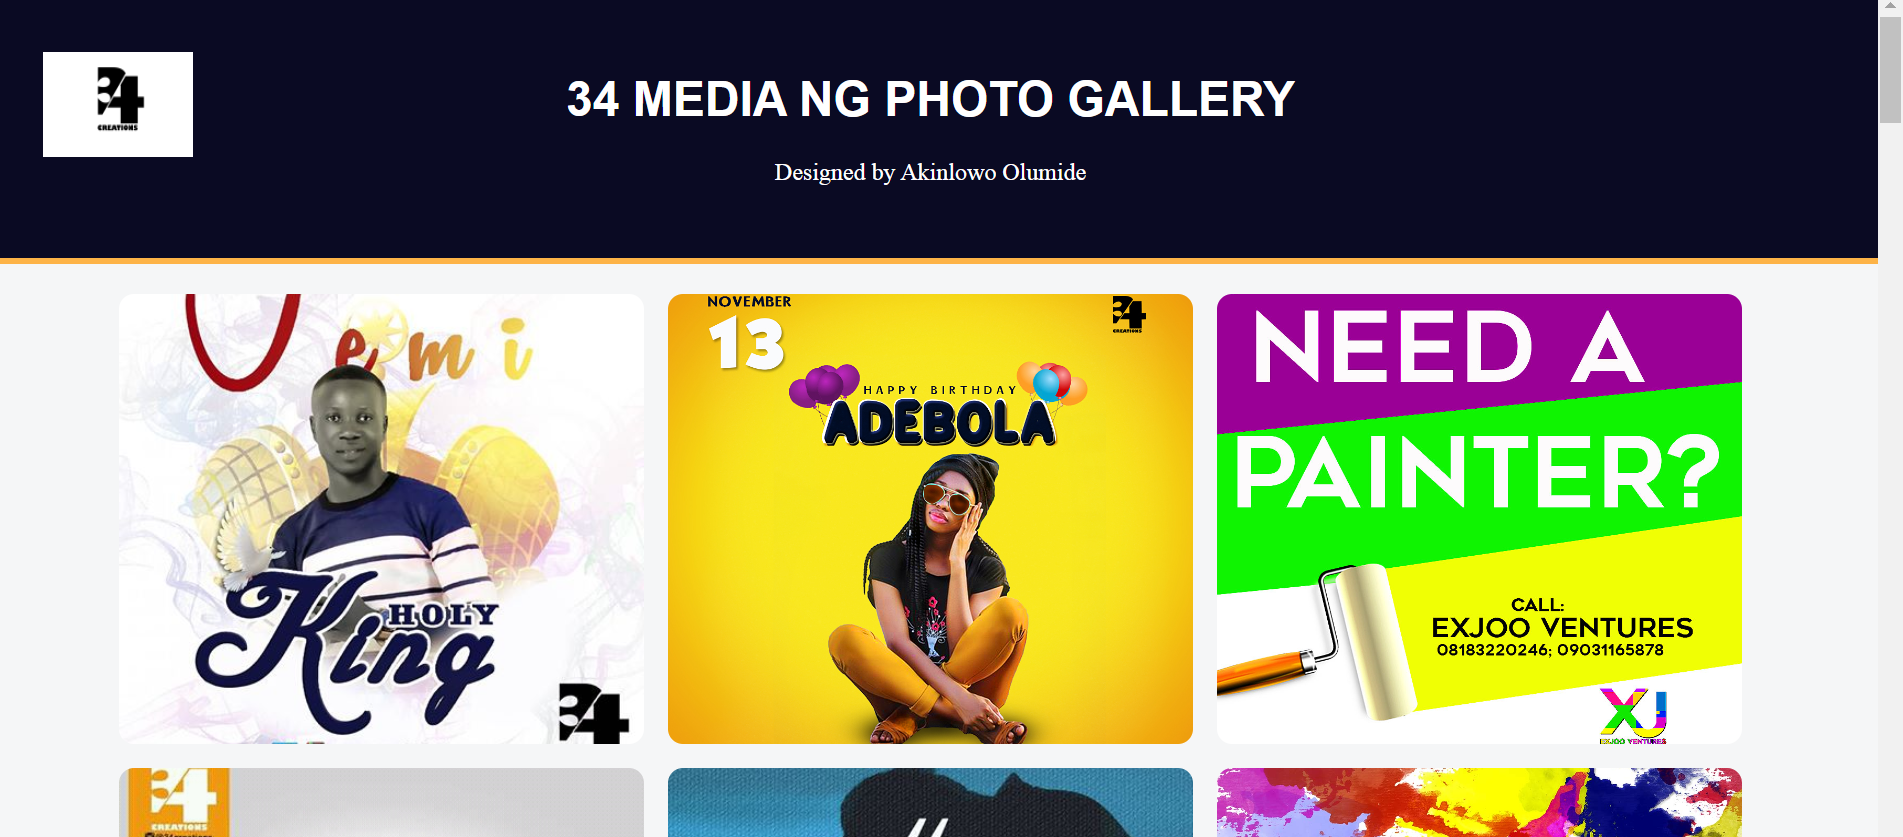 34
CREATIONS
34 MEDIA NG PHOTO GALLERY
Designed by Akinlowo Olumide
emi
HOLY
King
34
NOVEMBER
13
34
CREATIONS
HAPPY BIRTHDAY
ADEBOLA
NEED A
PAINTER?
CALL:
EXJOO VENTURES
08183220246; 09031165878
XJ
EXJOO VENTURES
34
CREATIONS